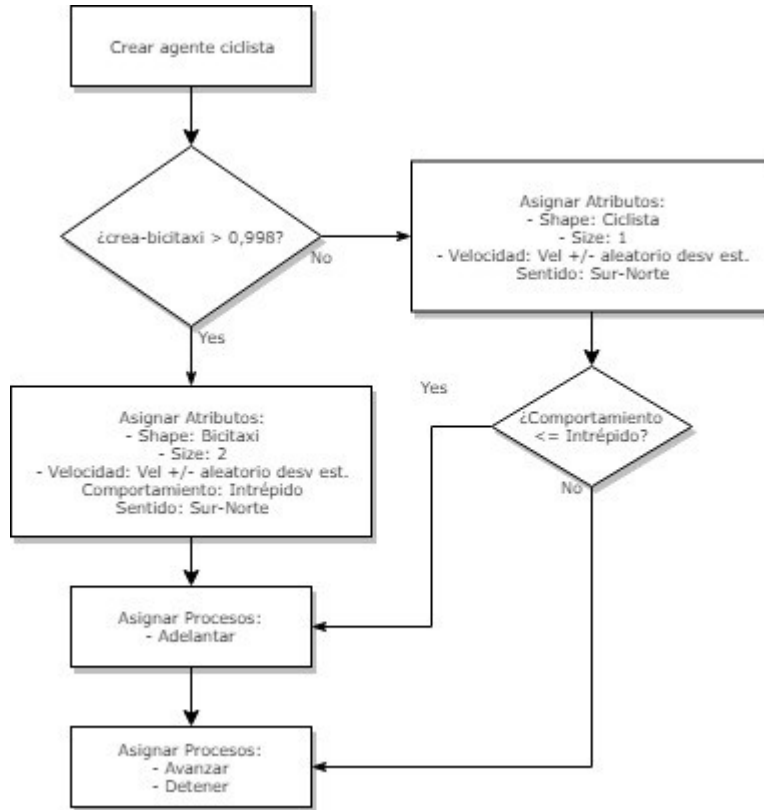 Crear agente ciclista
¿crea-bicitaxi > 0,998?
No
Yes
Asignar Atributos:
- Shape: Ciclista
- Size: 1
- Velocidad: Vel +/- aleatorio desv est.
Sentido: Sur-Norte
Asignar Atributos:
- Shape: Bicitaxi
- Size: 2
- Velocidad: Vel +/- aleatorio desv est.
Comportamiento: Intrépido
Sentido: Sur-Norte
Yes
¿Comportamiento
<= Intrépido?
No
Asignar Procesos:
- Adelantar
Asignar Procesos:
- Avanzar
- Detener